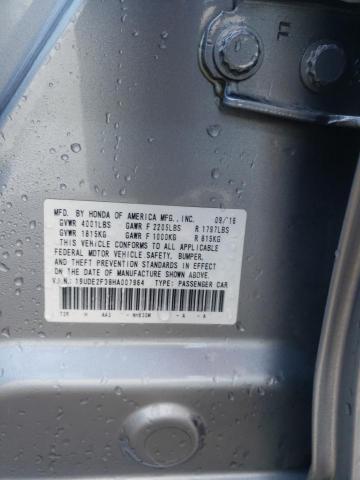 F
MFD. BY HONDA OF AMERICA MFG., INC. 09/16
GVWR 4001LBS GAWR F 2205LBS R 1797LBS
GVWR 1815KG GAWR F 1000KG R 815KG
THIS VEHICLE CONFORMS TO ALL APPLICABLE
FEDERAL MOTOR VEHICLE SAFETY, BUMPER,
AND THEFT PREVENTION STANDARDS IN EFFECT
ON THE DATE OF MANUFACTURE SHOWN ABOVE.
V.I.N.: 19UDE2F38HA007964 TYPE: PASSENGER CAR